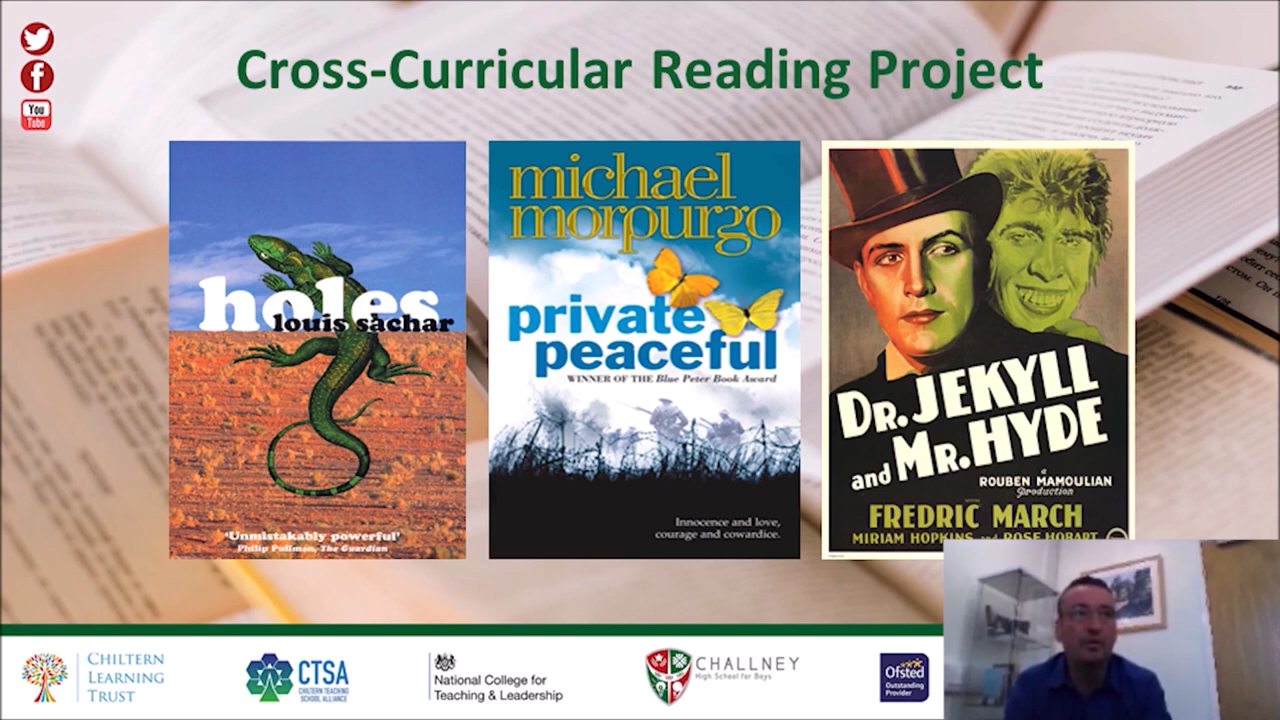 Cross-Curricular Reading Project
You
Tube
holes
louis sachar
'Unmistakably powerful'
Philip Pullman, The Guardian
michael
morpurgo
private
peaceful
WINNER OF THE Blue Peter Book Award
Innocence and love,
courage and cowardice.
DR. JEKYLL
and MR. HYDE
a
ROUBEN MAMOULIAN
Production
FREDRIC MARCH
MIRIAM HOPKINS and ROSE HOBART
CHILTERN
LEARNING
TRUST
CTSA
CHILTERN TEACHING
SCHOOL ALLIANCE
National College for
Teaching & Leadership
CHALLNEY
High School for Boys
Ofsted
Outstanding
Provider